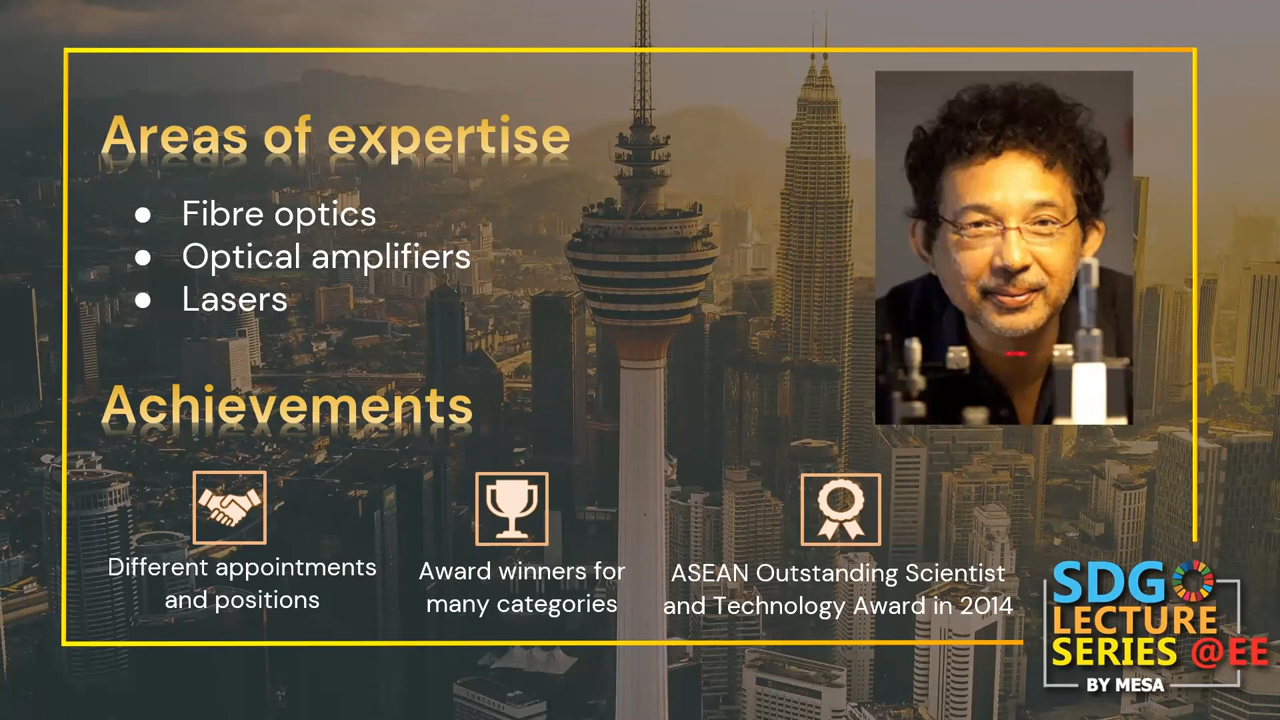 Areas of expertise
● Fibre optics
● Optical amplifiers
● Lasers
Achievements
Different appointments
and positions
Award winners for
many categories
ASEAN Outstanding Scientist
and Technology Award in 2014
SDG
LECTURE
SERIES @EE
BY MESA